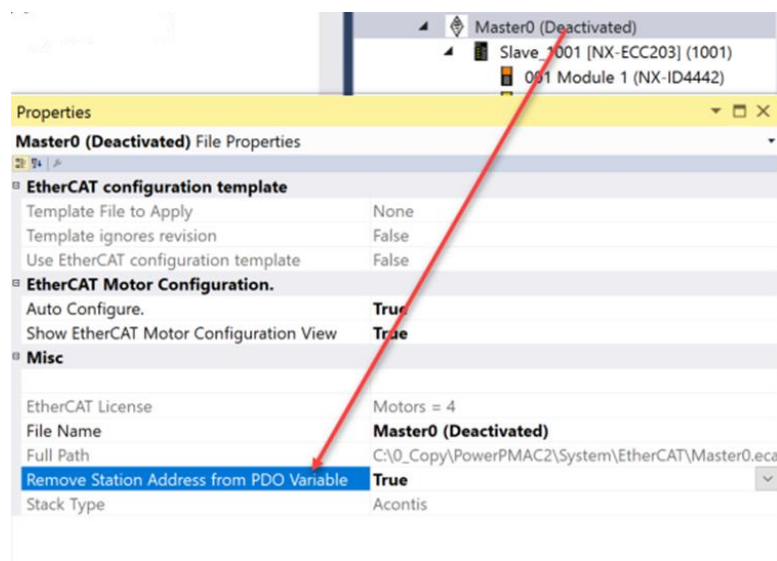 Master0 (Deactivated)
Slave_1001 [NX-ECC203] (1001)
001 Module 1 (NX-ID4442)
Properties
Master0 (Deactivated) File Properties
EtherCAT configuration template
Template File to Apply None
Template ignores revision False
Use EtherCAT configuration template False
EtherCAT Motor Configuration.
Auto Configure. True
Show EtherCAT Motor Configuration View True
Misc
EtherCAT License Motors = 4
File Name Master0 (Deactivated)
Full Path C:\0_Copy\PowerPMAC2\System\EtherCAT\Master0.eca
Remove Station Address from PDO Variable True
Stack Type Acontis